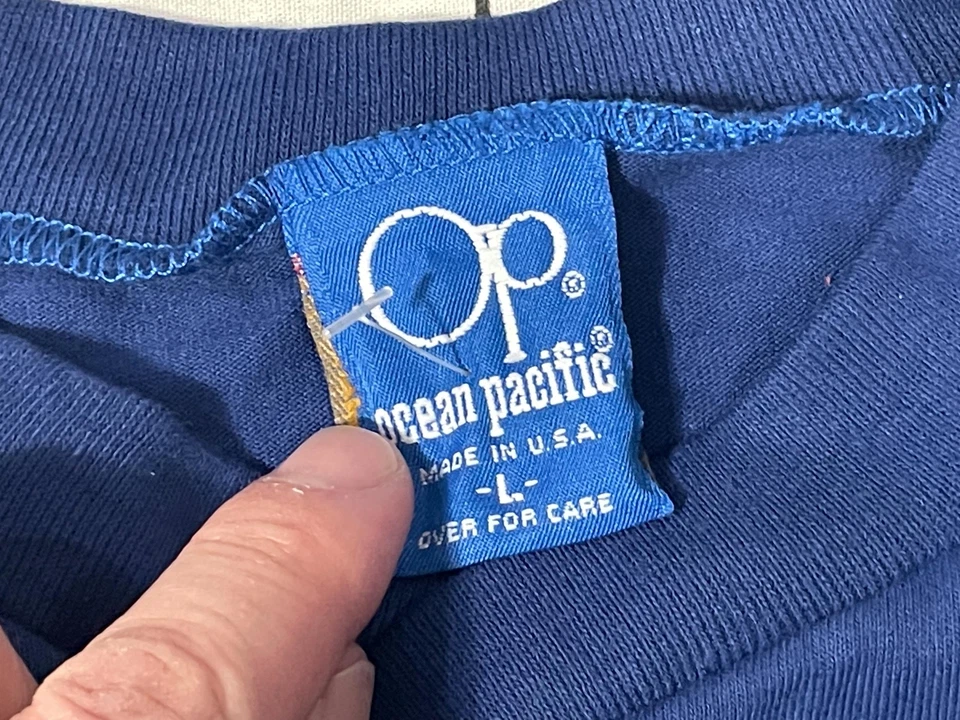 Op®
ocean pacific®
MADE IN U.S.A.
-L-
OVER FOR CARE